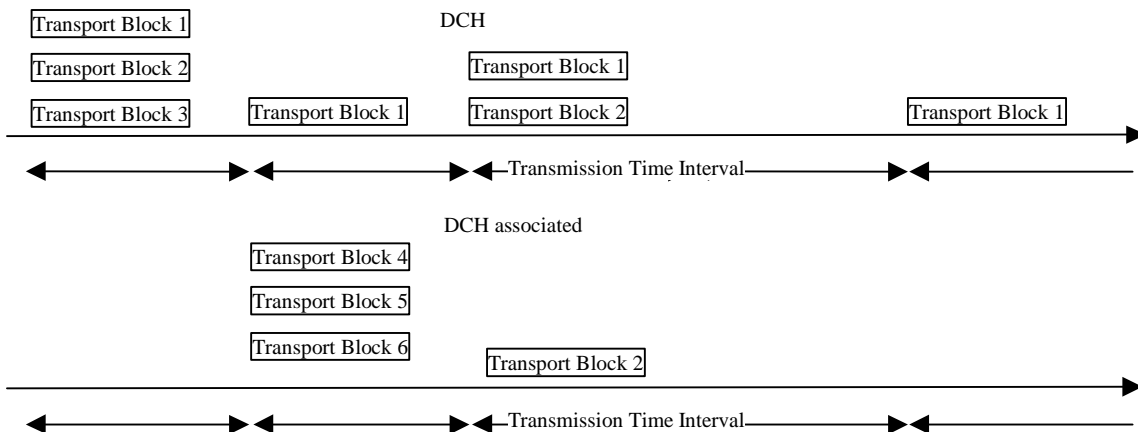 Transport Block 1
DCH
Transport Block 2
Transport Block 1
Transport Block 3
Transport Block 1
Transport Block 2
Transport Block 1
Transmission Time Interval
DCH associated
Transport Block 4
Transport Block 5
Transport Block 6
Transport Block 2
Transmission Time Interval